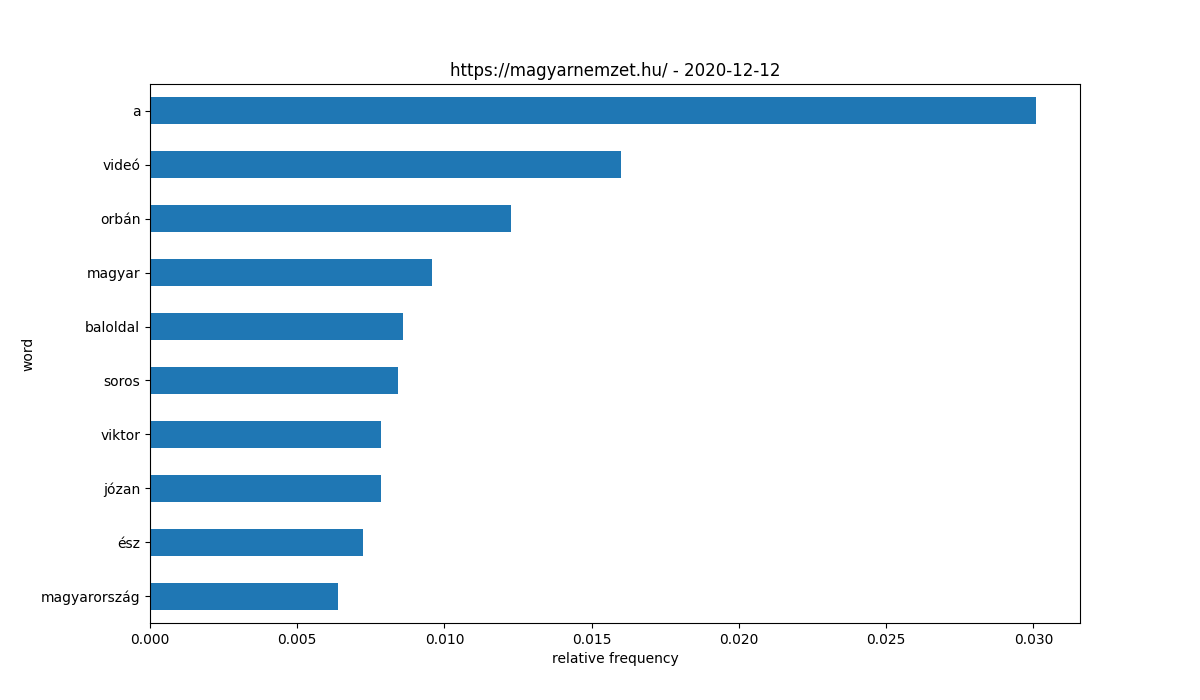 https://magyarnemzet.hu/ - 2020-12-12
word
a
videó
orbán
magyar
baloldal
soros
viktor
józan
ész
magyarország
0.000 0.005 0.010 0.015 0.020 0.025 0.030
relative frequency